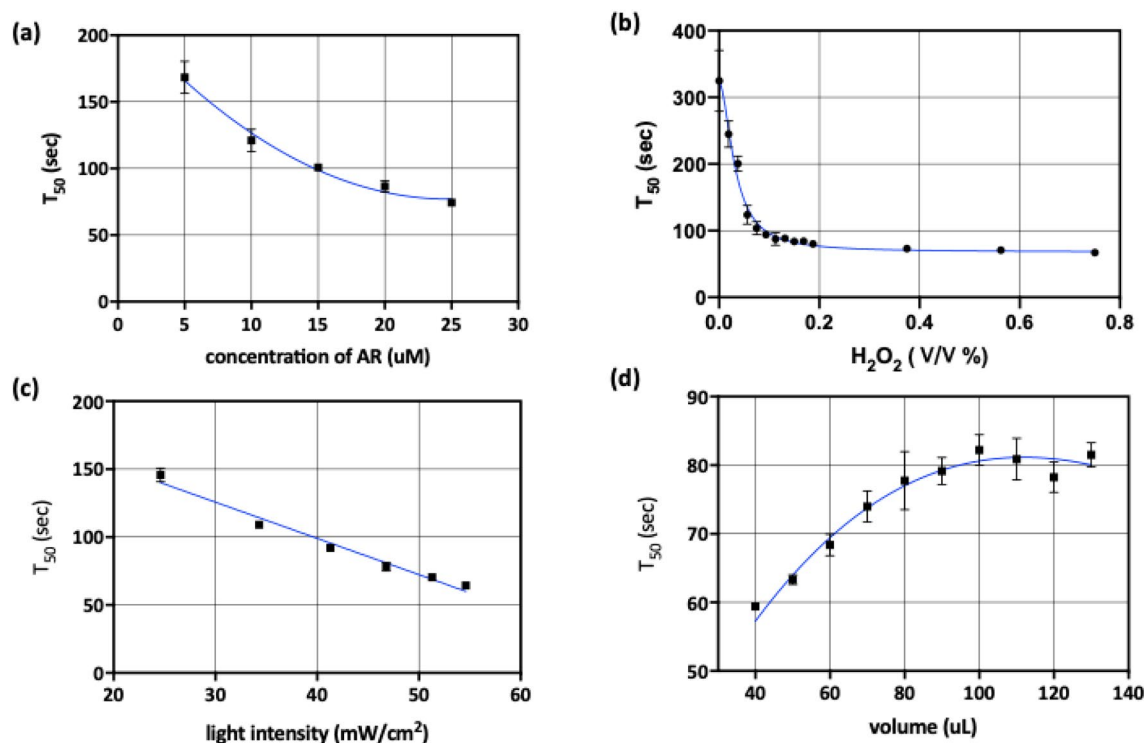 (a)
200
150
100
50
0
T50 (sec)
0 5 10 15 20 25 30
concentration of AR (uM)
(b)
400
300
200
100
0
T50 (sec)
0.0 0.2 0.4 0.6 0.8
H2O2 ( V/V %)
(c)
200
150
100
50
0
T50 (sec)
20 30 40 50 60
light intensity (mW/cm²)
(d)
90
80
70
60
50
T50 (sec)
40 60 80 100 120 140
volume (uL)